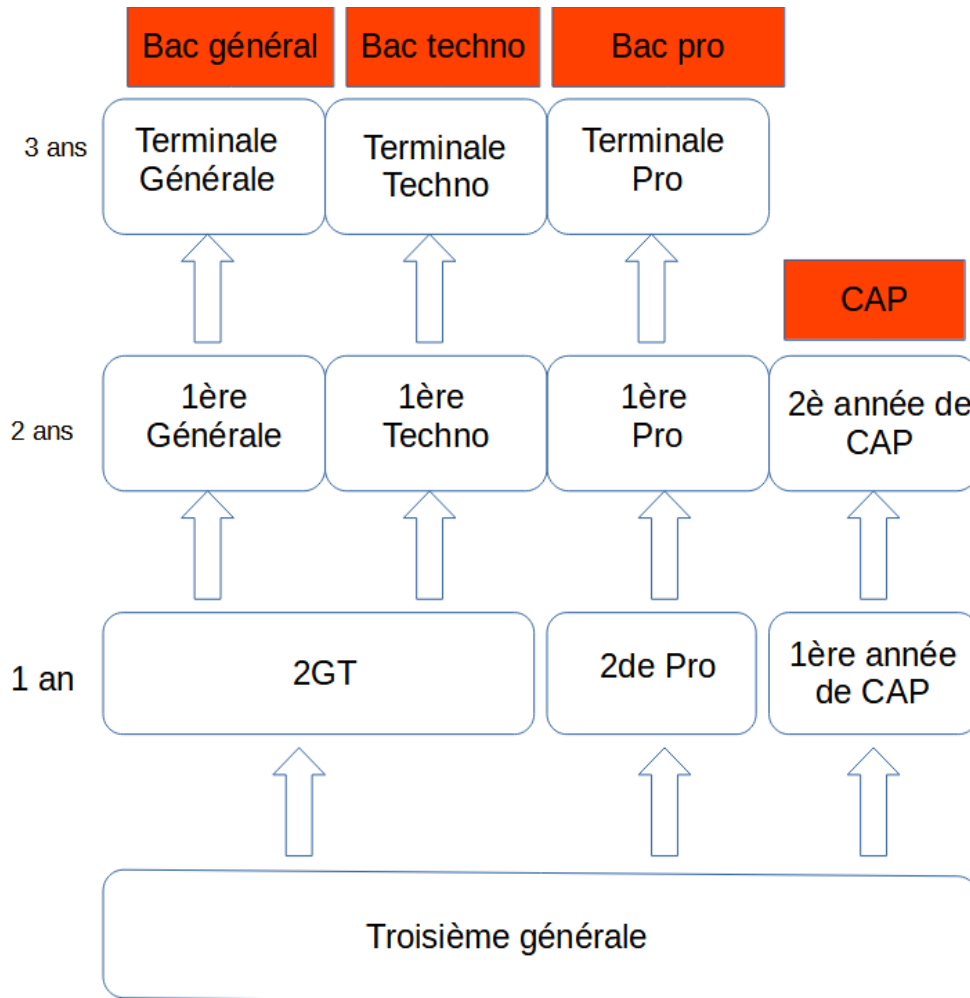 Bac général
Bac techno
Bac pro
3 ans
Terminale
Générale
Terminale
Techno
Terminale
Pro
CAP
2 ans
1ère
Générale
1ère
Techno
1ère
Pro
2è année de
CAP
1 an
2GT
2de Pro
1ère année
de CAP
Troisième générale